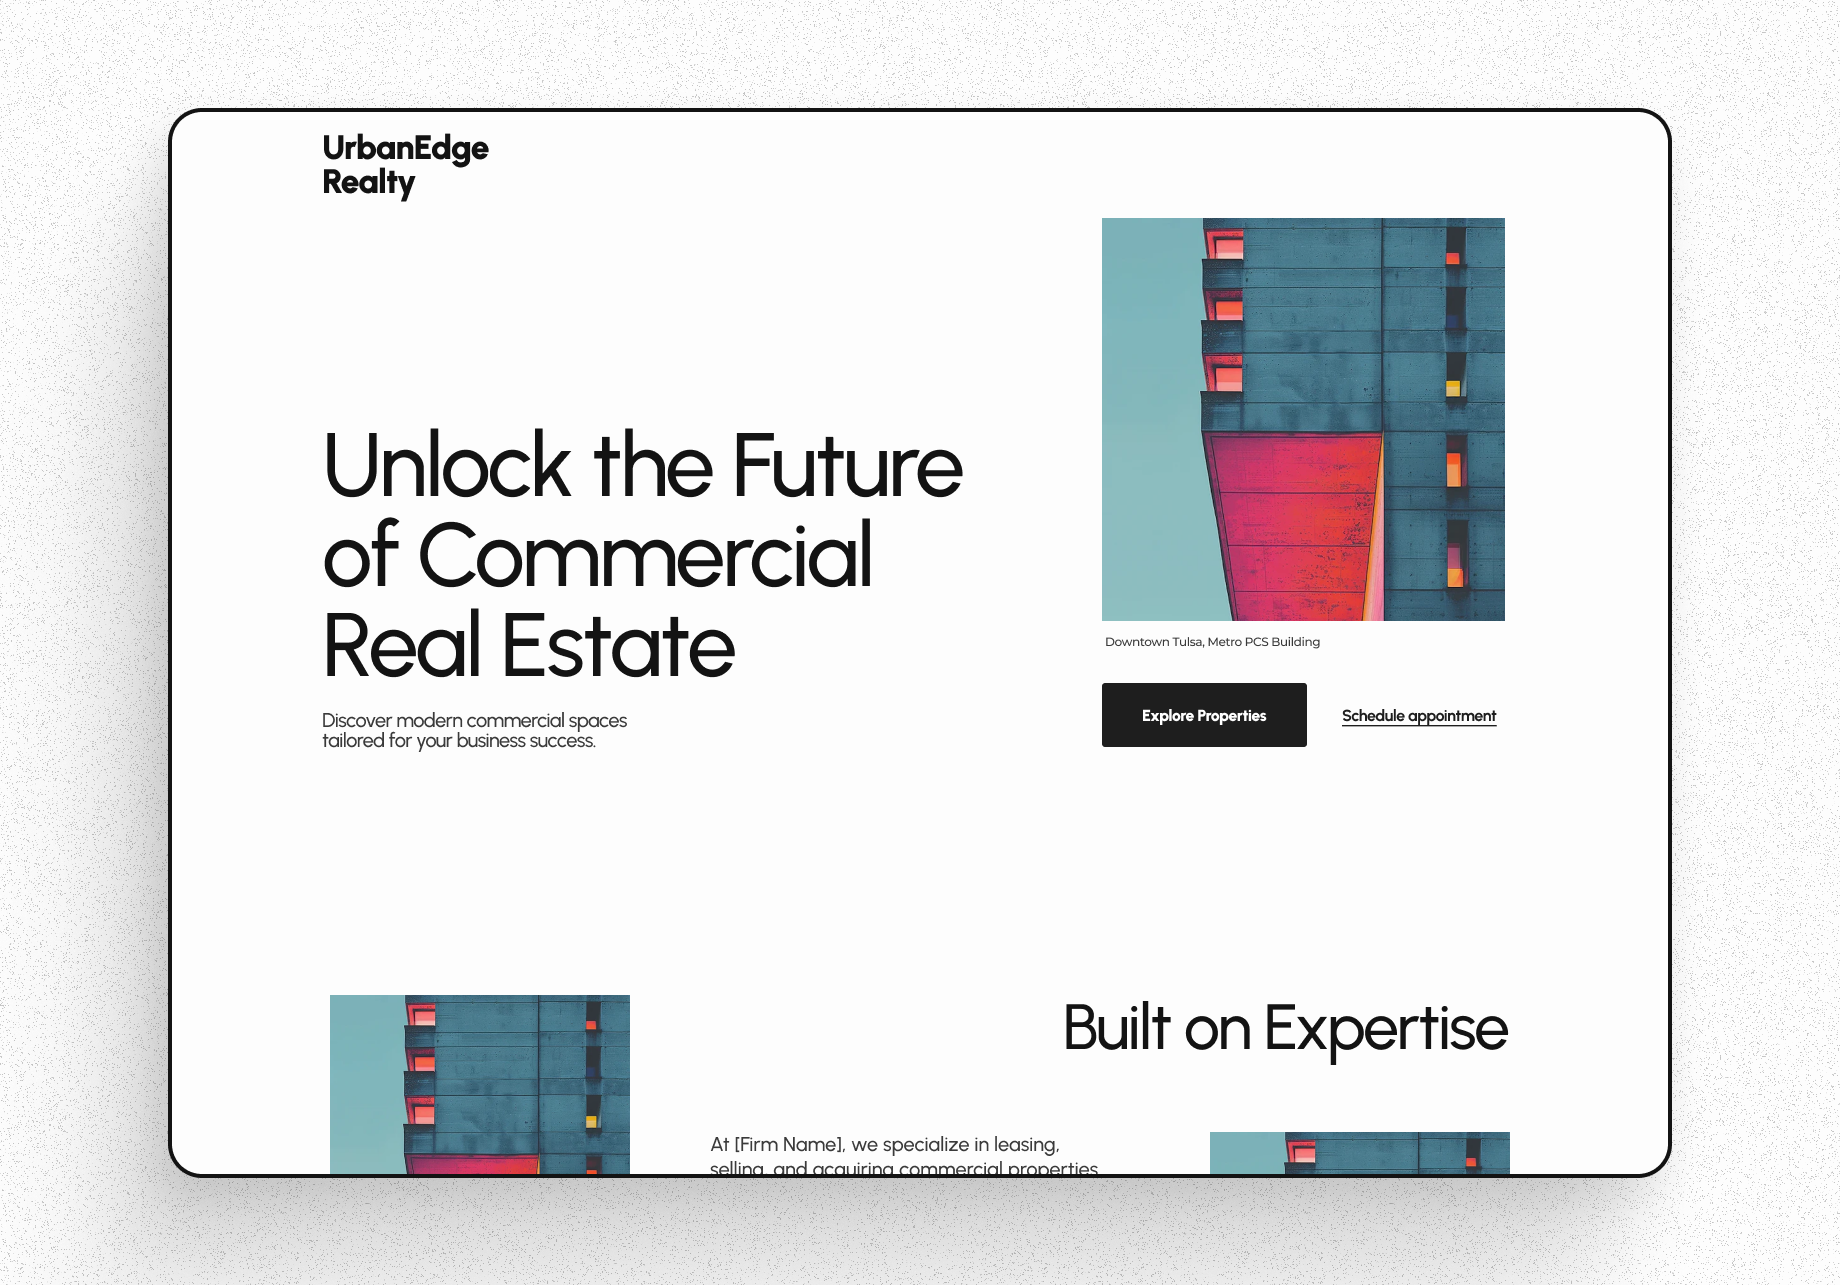 UrbanEdge
Realty
Unlock the Future
of Commercial
Real Estate
Discover modern commercial spaces
tailored for your business success.
Downtown Tulsa, Metro PCS Building
Explore Properties
Schedule appointment
Built on Expertise
At [Firm Name], we specialize in leasing,
selling, and acquiring commercial properties